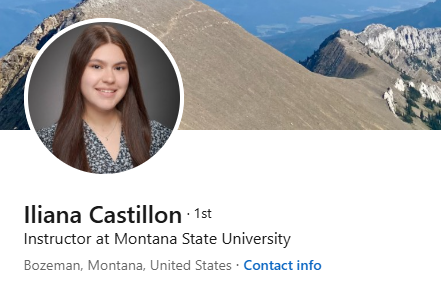 Iliana Castillon · 1st
Instructor at Montana State University
Bozeman, Montana, United States · Contact info